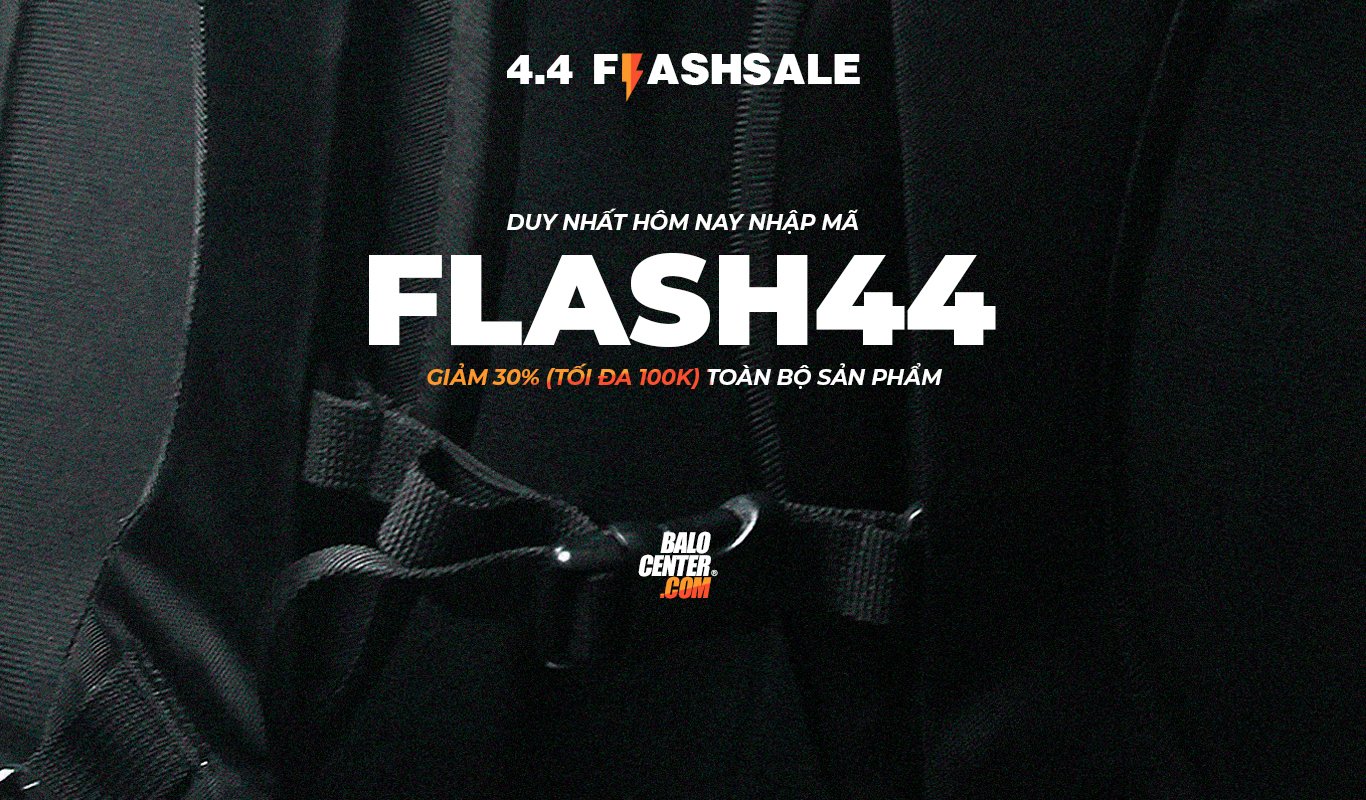 4.4 FLASHSALE
DUY NHẤT HÔM NAY NHẬP MÃ
FLASH44
GIẢM 30% (TỐI ĐA 100K) TOÀN BỘ SẢN PHẨM
BALO
CENTER®
.COM